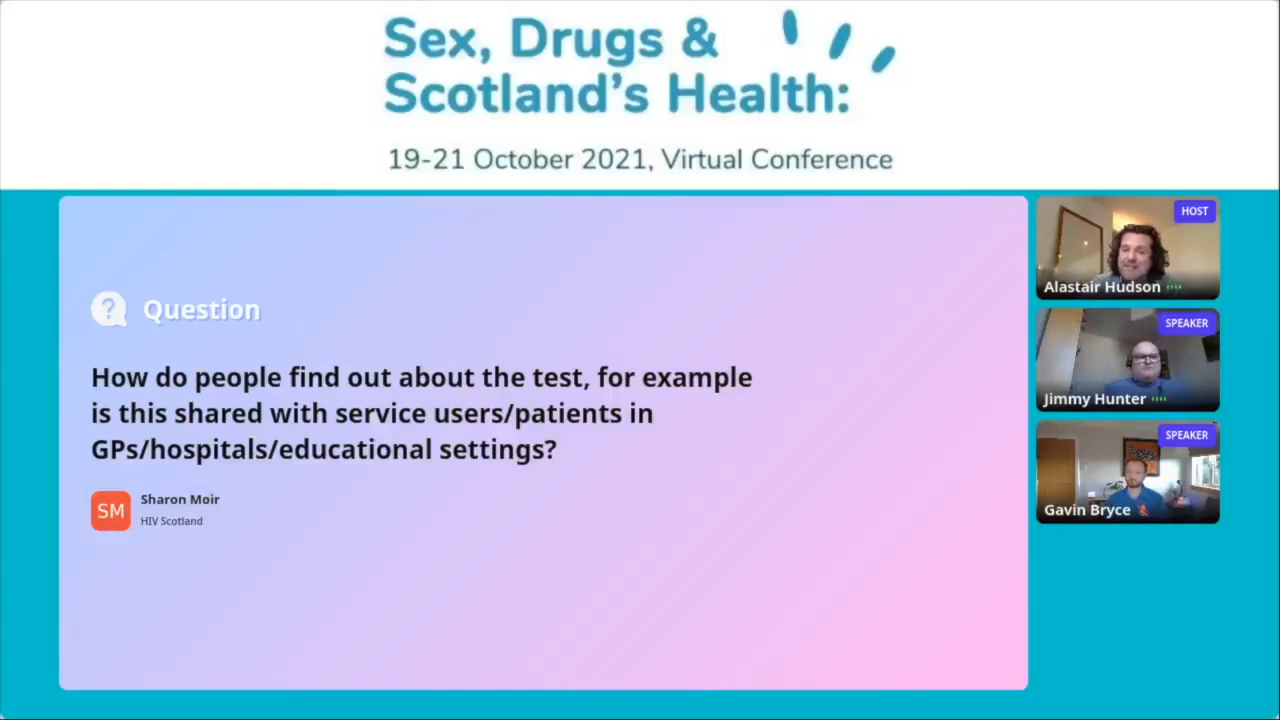 Sex, Drugs &
Scotland's Health:
19-21 October 2021, Virtual Conference
? Question
How do people find out about the test, for example
is this shared with service users/patients in
GPs/hospitals/educational settings?
SM
Sharon Moir
HIV Scotland
HOST
Alastair Hudson
SPEAKER
Jimmy Hunter
SPEAKER
Gavin Bryce